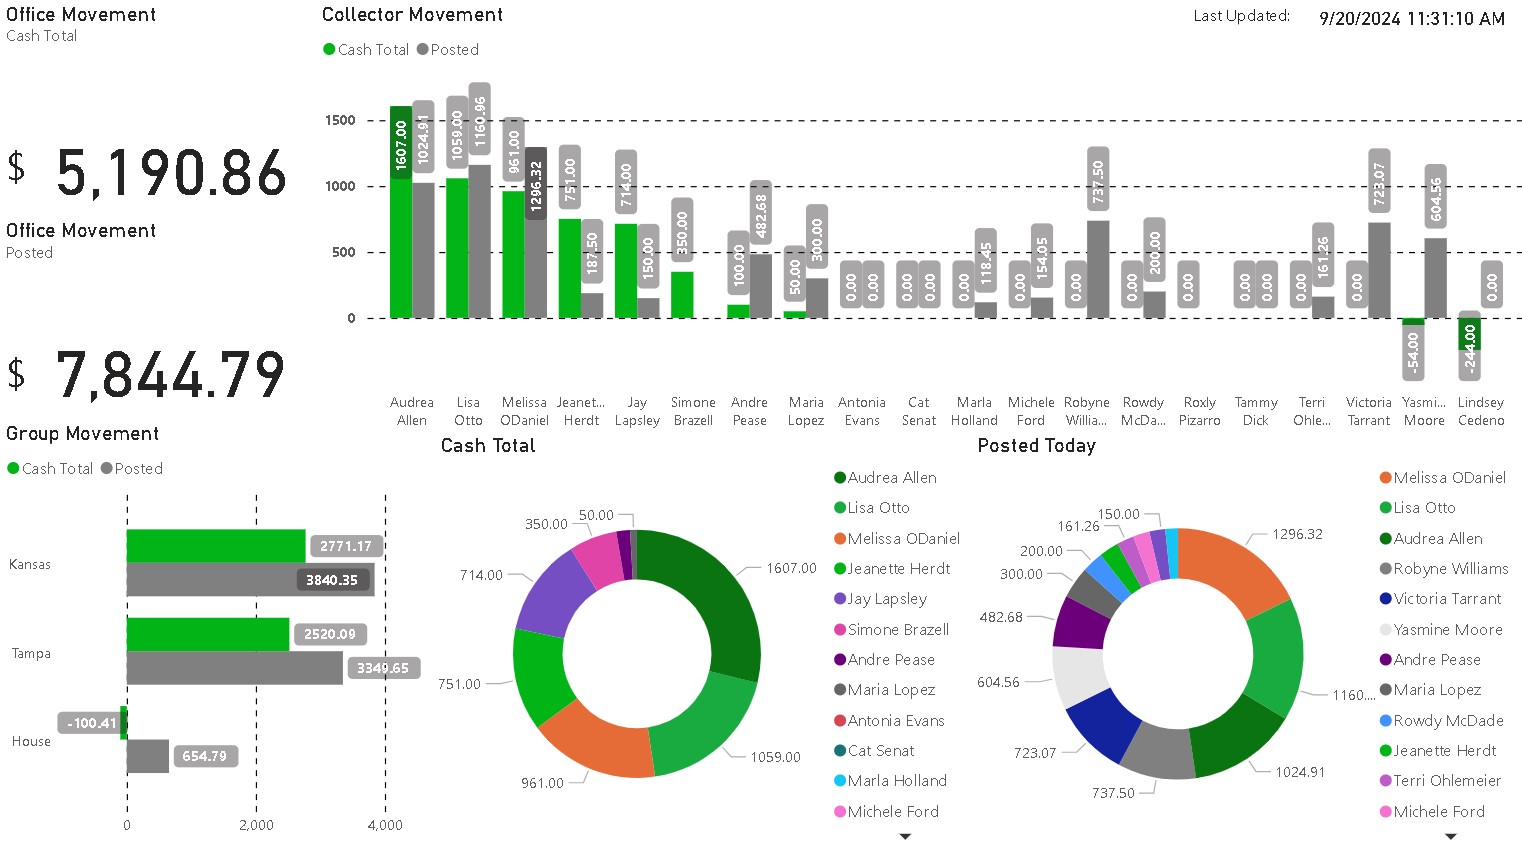 Office Movement
Cash Total
$ 5,190.86
Office Movement
Posted
$ 7,844.79
Collector Movement
Cash Total Posted
Last Updated: 9/20/2024 11:31:10 AM
1500
1000
500
0
1607.00
1024.91
1059.00
1160.96
961.00
1296.32
751.00
187.50
714.00
150.00
350.00
100.00
482.68
50.00
300.00
0.00
0.00
0.00
0.00
0.00
118.45
0.00
154.05
0.00
737.50
0.00
200.00
0.00
0.00
0.00
0.00
161.26
0.00
723.07
-54.00
604.56
-244.00
0.00
Audrea Allen
Lisa Otto
Melissa ODaniel
Jeanet... Herdt
Jay Lapsley
Simone Brazell
Andre Pease
Maria Lopez
Antonia Evans
Cat Senat
Marla Holland
Michele Ford
Robyne Willia...
Rowdy McDa...
Roxly Pizarro
Tammy Dick
Terri Ohle...
Victoria Tarrant
Yasmi... Moore
Lindsey Cedeno
Group Movement
Cash Total Posted
Kansas
2771.17
3840.35
Tampa
2520.09
3349.65
House
-100.41
654.79
0 2,000 4,000
Cash Total
50.00
350.00
714.00
751.00
961.00
1059.00
1607.00
Audrea Allen
Lisa Otto
Melissa ODaniel
Jeanette Herdt
Jay Lapsley
Simone Brazell
Andre Pease
Maria Lopez
Antonia Evans
Cat Senat
Marla Holland
Michele Ford
Posted Today
150.00
161.26
200.00
300.00
482.68
604.56
723.07
737.50
1024.91
1160....
1296.32
Melissa ODaniel
Lisa Otto
Audrea Allen
Robyne Williams
Victoria Tarrant
Yasmine Moore
Andre Pease
Maria Lopez
Rowdy McDade
Jeanette Herdt
Terri Ohlemeier
Michele Ford